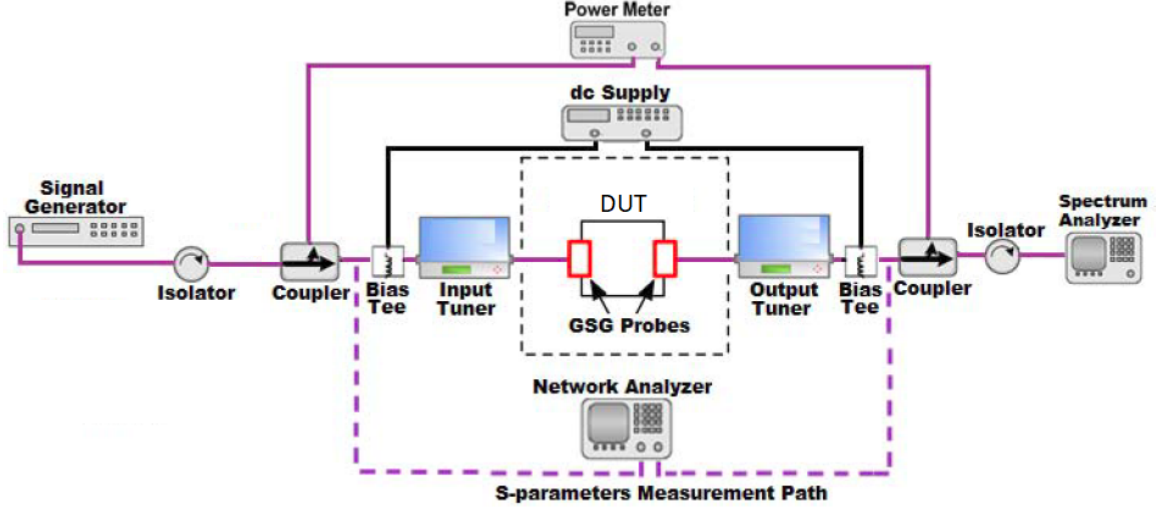 Power Meter
dc Supply
DUT
Signal
Generator
Spectrum
Analyzer
Isolator
Isolator
Coupler
Bias
Tee
Input
Tuner
GSG Probes
Output
Tuner
Bias
Tee
Coupler
Network Analyzer
S-parameters Measurement Path